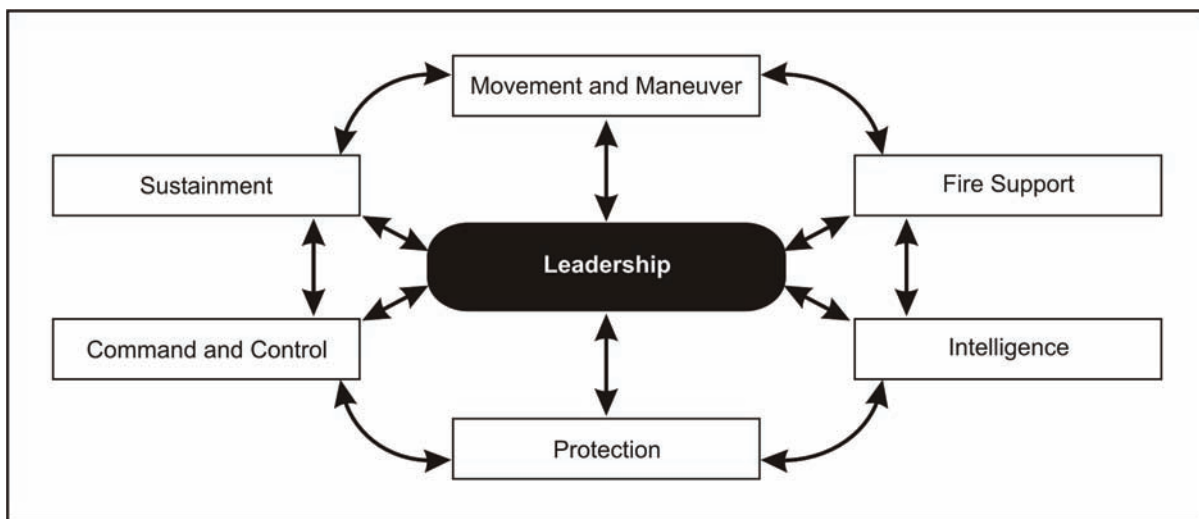 Movement and Maneuver
Sustainment
Fire Support
Leadership
Command and Control
Intelligence
Protection